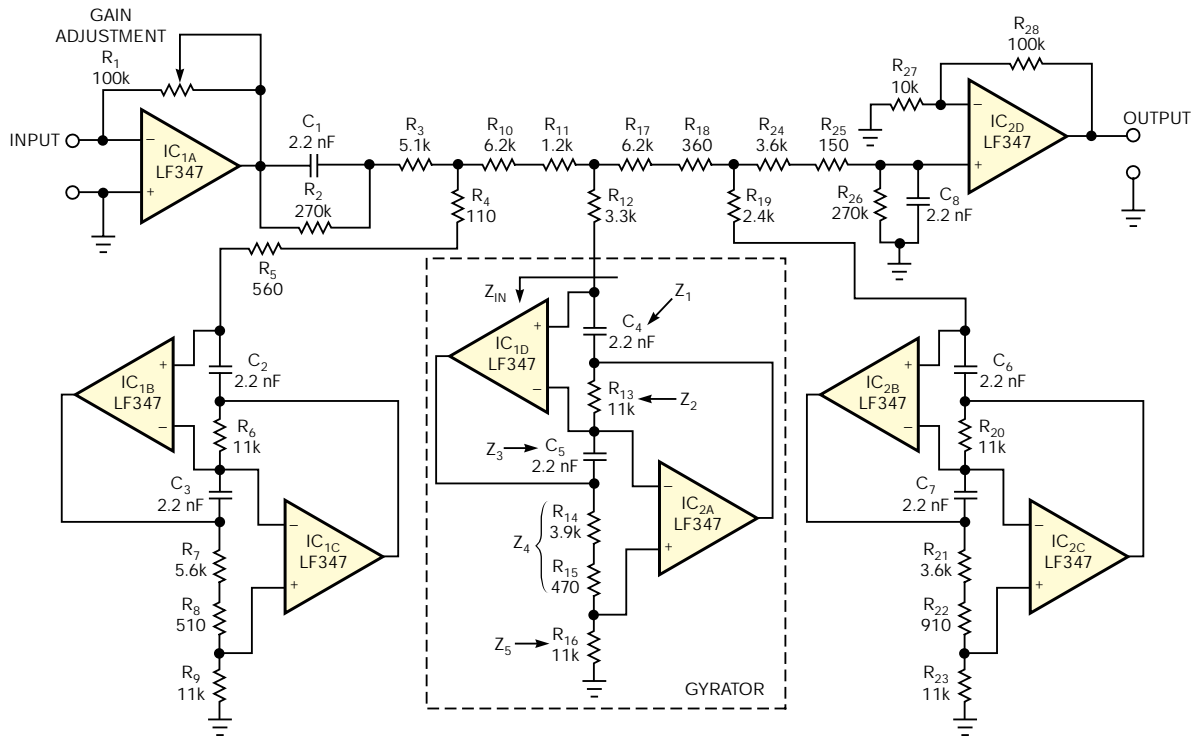 GAIN
ADJUSTMENT
R1
100k
INPUT
−
+
IC1A
LF347
C1
2.2 nF
R2
270k
R3
5.1k
R10
6.2k
R11
1.2k
R17
6.2k
R18
360
R24
3.6k
R25
150
R27
10k
R28
100k
−
+
IC2D
LF347
OUTPUT
R4
110
R5
560
R12
3.3k
R19
2.4k
R26
270k
C8
2.2 nF
+
−
IC1B
LF347
C2
2.2 nF
R6
11k
C3
2.2 nF
−
+
IC1C
LF347
R7
5.6k
R8
510
R9
11k
ZIN
Z1
+
−
IC1D
LF347
C4
2.2 nF
R13
11k
Z2
Z3
C5
2.2 nF
−
+
IC2A
LF347
Z4
R14
3.9k
R15
470
Z5
R16
11k
GYRATOR
+
−
IC2B
LF347
C6
2.2 nF
R20
11k
C7
2.2 nF
−
+
IC2C
LF347
R21
3.6k
R22
910
R23
11k